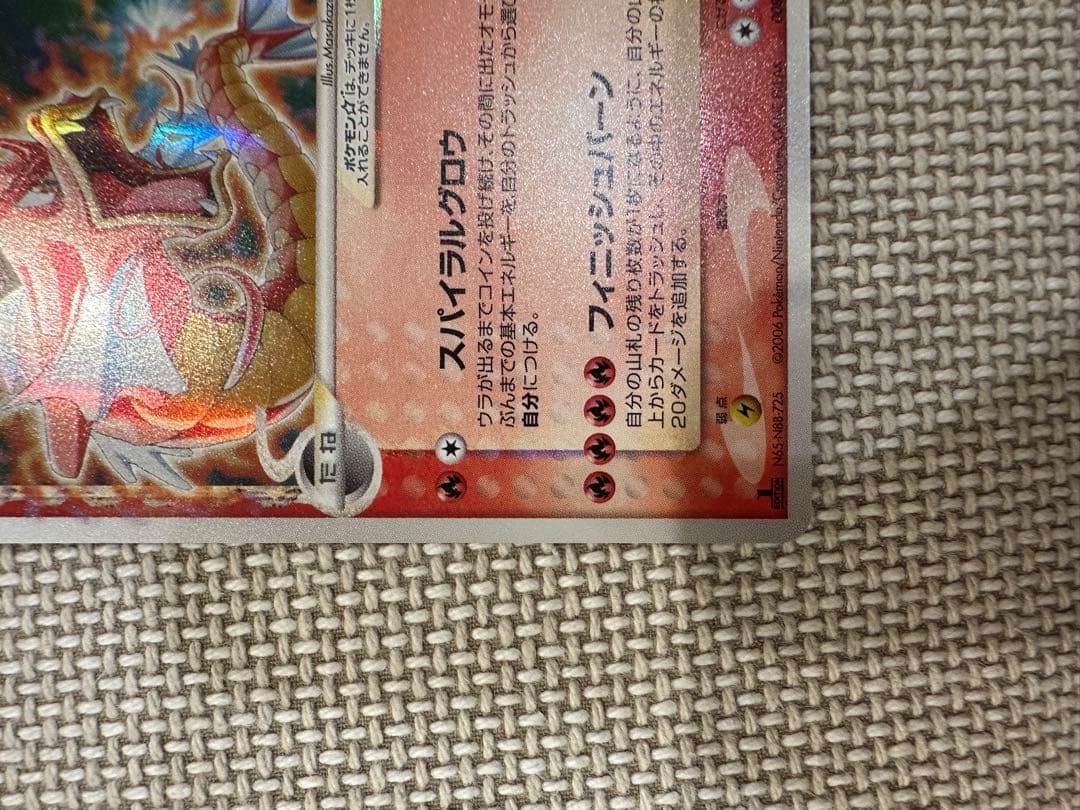 Illus.Masakazu
ポケモン☆は、デッキに1枚
入れることができません。
だね
スパイラルグロウ
ウラが出るまでコインを投げ続け、その間に出たオモ
ぶんまでの基本エネルギーを、自分のトラッシュから選び
自分につける。
フィニッシュバーン
自分の山札の残り枚数が1枚になるように、自分の山
上からカードをトラッシュし、その中のエネルギーの
20ダメージを追加する。
弱点
1
EDITION
N65-N88-725
©2006 Pokémon/Nintendo